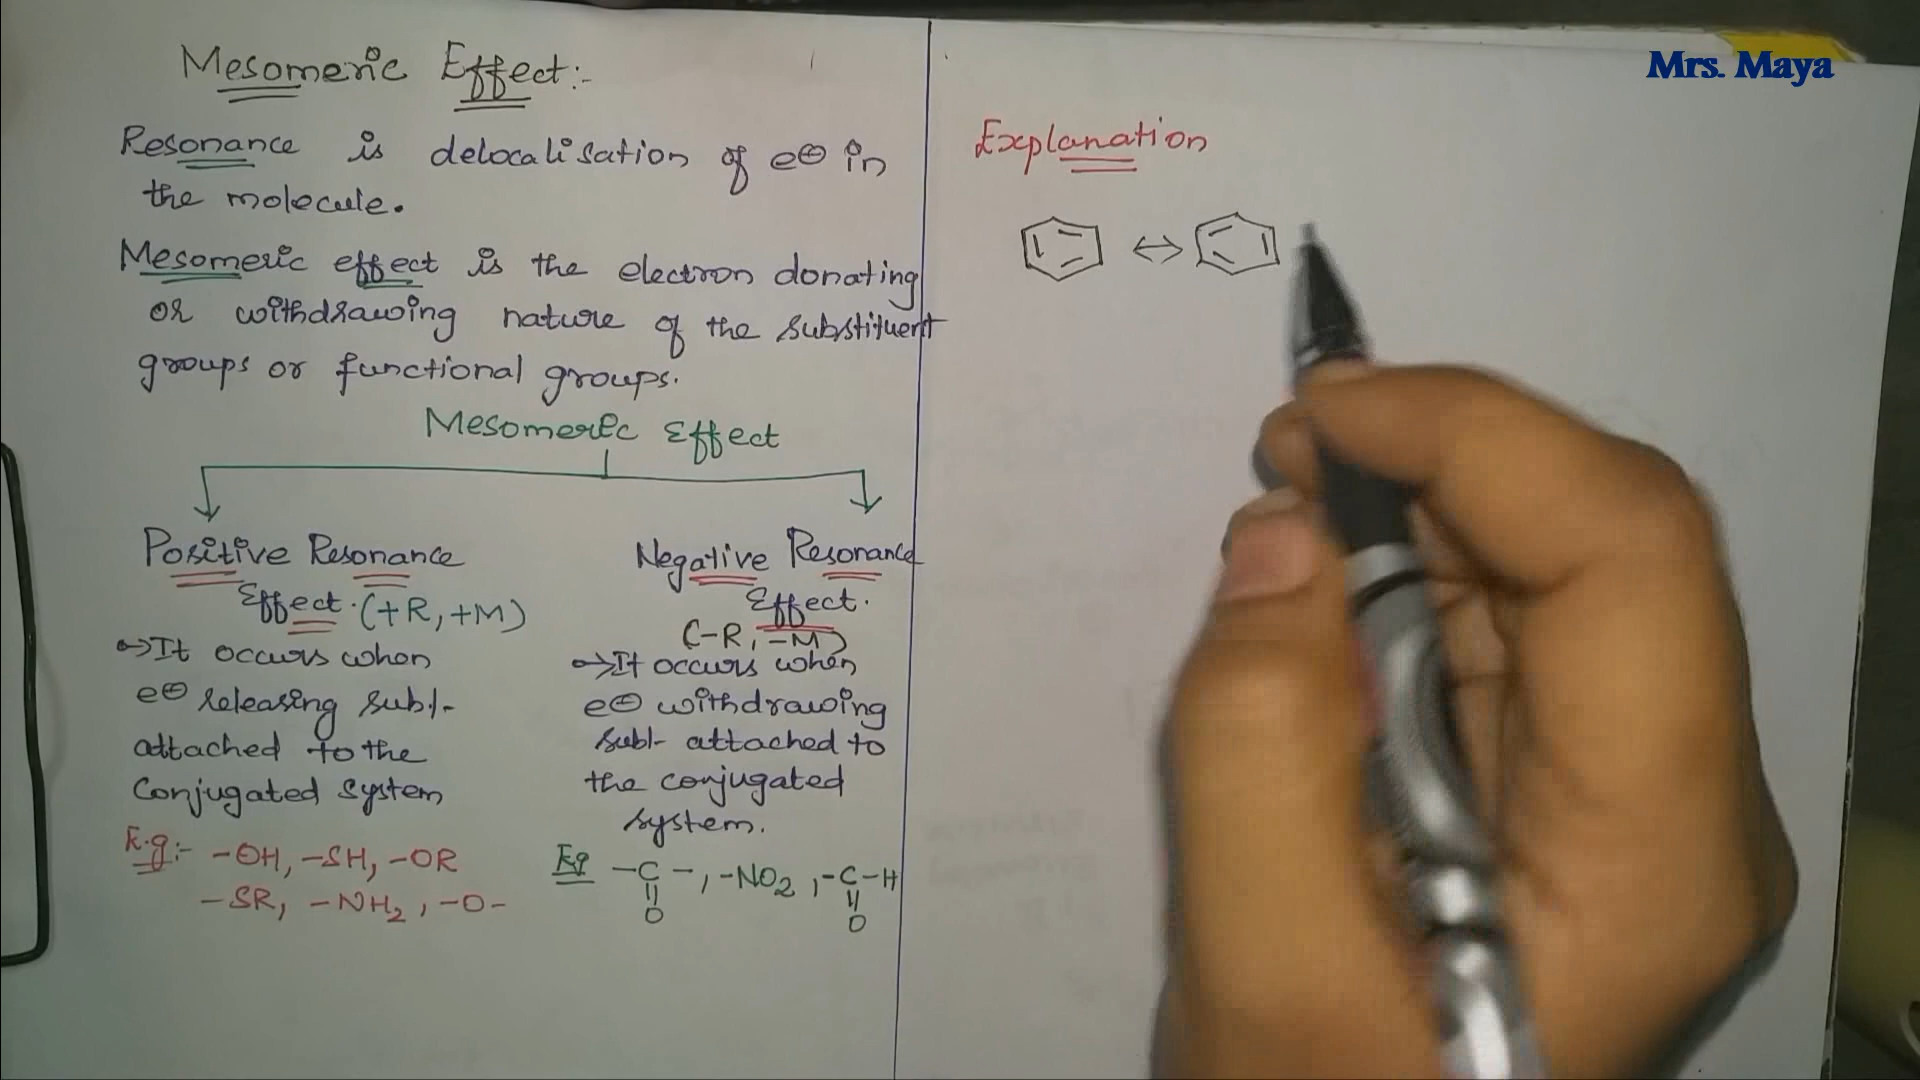 Mesomeric Effect:-
Resonance is delocalisation of e⊖ in
the molecule.
Mesomeric effect is the electron donating
or withdrawing nature of the substituent
groups or functional groups.
Mesomeric Effect
Positive Resonance
Effect. (+R, +M)
→It occurs when
e⊖ releasing subt-
attached to the
Conjugated system
E.g:- -OH, -SH, -OR
-SR, -NH2, -O-
Negative Resonance
Effect.
(-R, -M)
→It occurs when
e⊖ withdrawing
subt- attached to
the conjugated
system.
Eg -C-, -NO2, -C-H
|| ||
O O
Mrs. Maya
Explanation